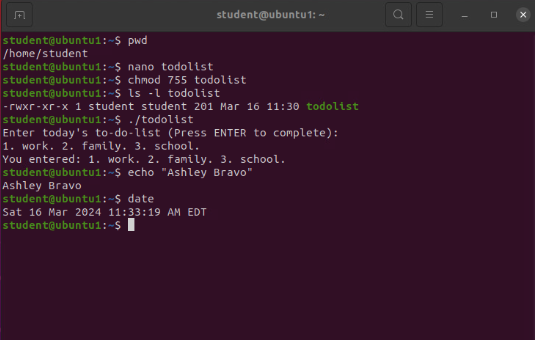 student@ubuntu1: ~
student@ubuntu1:~$ pwd
/home/student
student@ubuntu1:~$ nano todolist
student@ubuntu1:~$ chmod 755 todolist
student@ubuntu1:~$ ls -l todolist
-rwxr-xr-x 1 student student 201 Mar 16 11:30 todolist
student@ubuntu1:~$ ./todolist
Enter today's to-do-list (Press ENTER to complete):
1. work. 2. family. 3. school.
You entered: 1. work. 2. family. 3. school.
student@ubuntu1:~$ echo "Ashley Bravo"
Ashley Bravo
student@ubuntu1:~$ date
Sat 16 Mar 2024 11:33:19 AM EDT
student@ubuntu1:~$